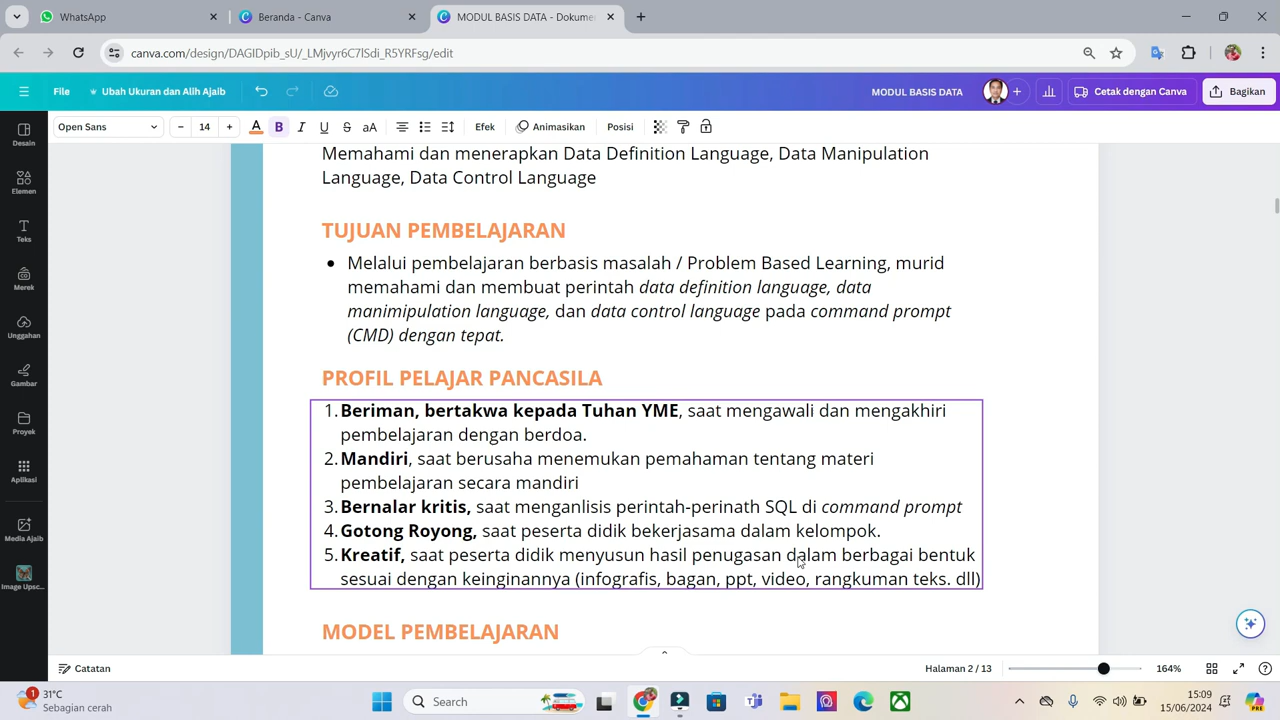 WhatsApp
Beranda - Canva
MODUL BASIS DATA - Dokume
canva.com/design/DAGIDpib_sU/_LMjvyr6C7lSdi_R5YRFsg/edit
File
Ubah Ukuran dan Alih Ajaib
MODUL BASIS DATA
Cetak dengan Canva
Bagikan
Open Sans
14
A
B
I
U
S
aA
Efek
Animasikan
Posisi
Desain
Elemen
Teks
Merek
Unggahan
Gambar
Proyek
Aplikasi
Media Ajaib
Image Upsc...
Memahami dan menerapkan Data Definition Language, Data Manipulation
Language, Data Control Language
TUJUAN PEMBELAJARAN
• Melalui pembelajaran berbasis masalah / Problem Based Learning, murid
memahami dan membuat perintah data definition language, data
manimipulation language, dan data control language pada command prompt
(CMD) dengan tepat.
PROFIL PELAJAR PANCASILA
1. Beriman, bertakwa kepada Tuhan YME, saat mengawali dan mengakhiri
pembelajaran dengan berdoa.
2. Mandiri, saat berusaha menemukan pemahaman tentang materi
pembelajaran secara mandiri
3. Bernalar kritis, saat menganlisis perintah-perinath SQL di command prompt
4. Gotong Royong, saat peserta didik bekerjasama dalam kelompok.
5. Kreatif, saat peserta didik menyusun hasil penugasan dalam berbagai bentuk
sesuai dengan keinginannya (infografis, bagan, ppt, video, rangkuman teks. dll)
MODEL PEMBELAJARAN
Catatan
Halaman 2 / 13
164%
1
31°C
Sebagian cerah
Search
15:09
15/06/2024